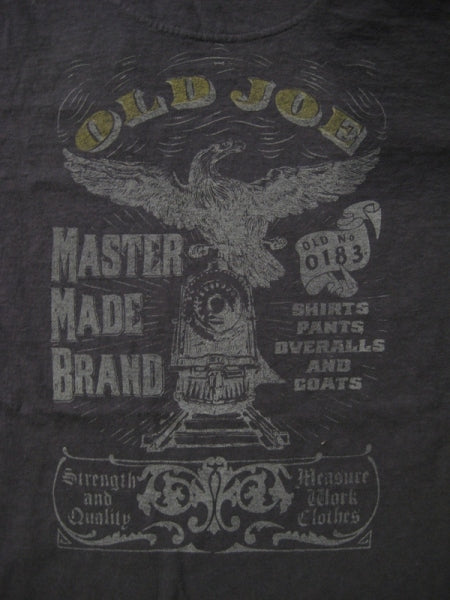 OLD JOE
MASTER
MADE
BRAND
OLD No
0183
SHIRTS
PANTS
OVERALLS
AND
COATS
Strength
and
Quality
Measure
Work
Clothes